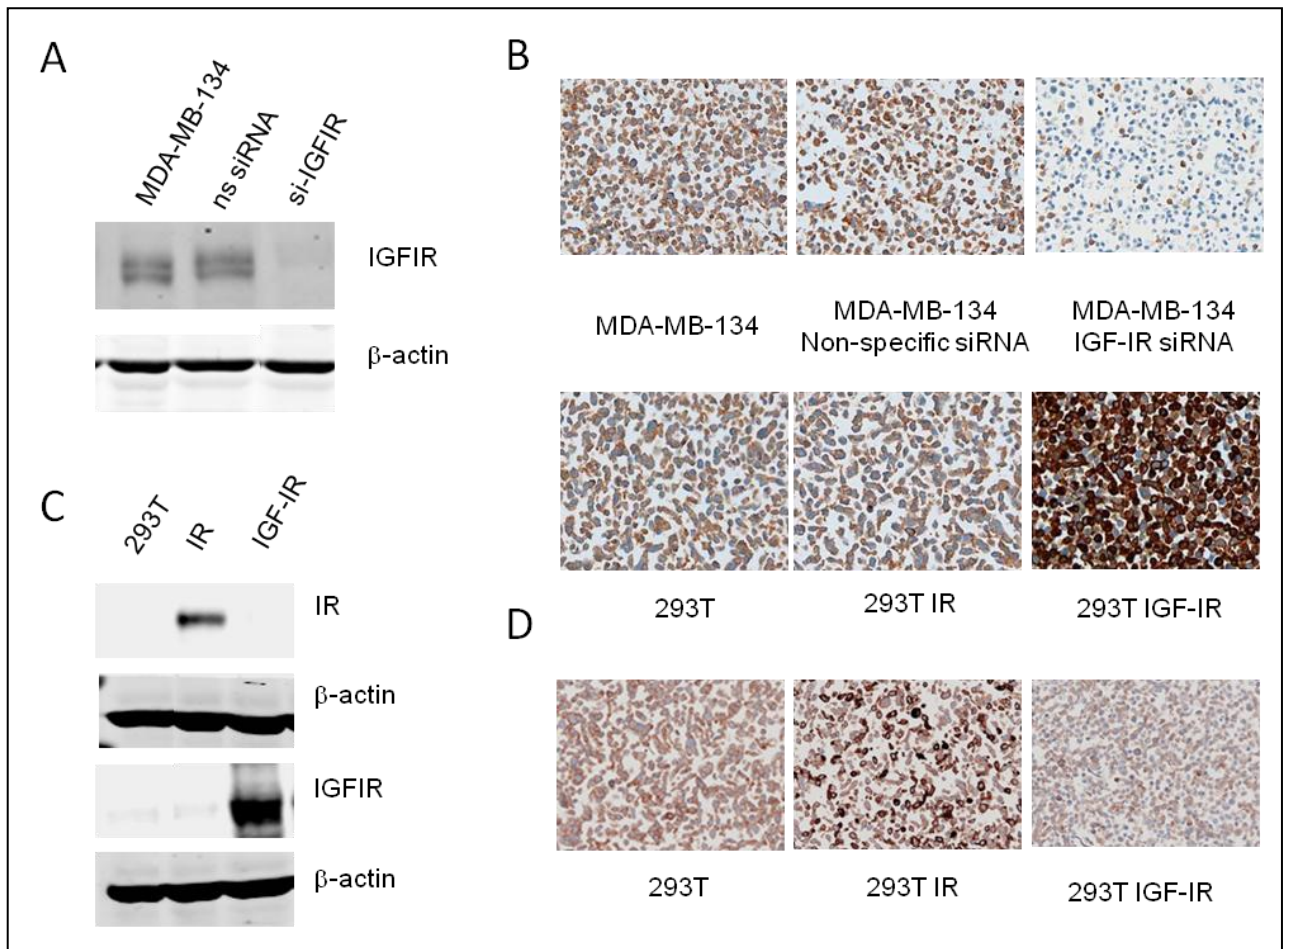 A
MDA-MB-134
ns siRNA
si-IGFIR
IGFIR
β-actin
B
MDA-MB-134
MDA-MB-134
Non-specific siRNA
MDA-MB-134
IGF-IR siRNA
293T
293T IR
293T IGF-IR
C
293T
IR
IGF-IR
IR
β-actin
IGFIR
β-actin
D
293T
293T IR
293T IGF-IR